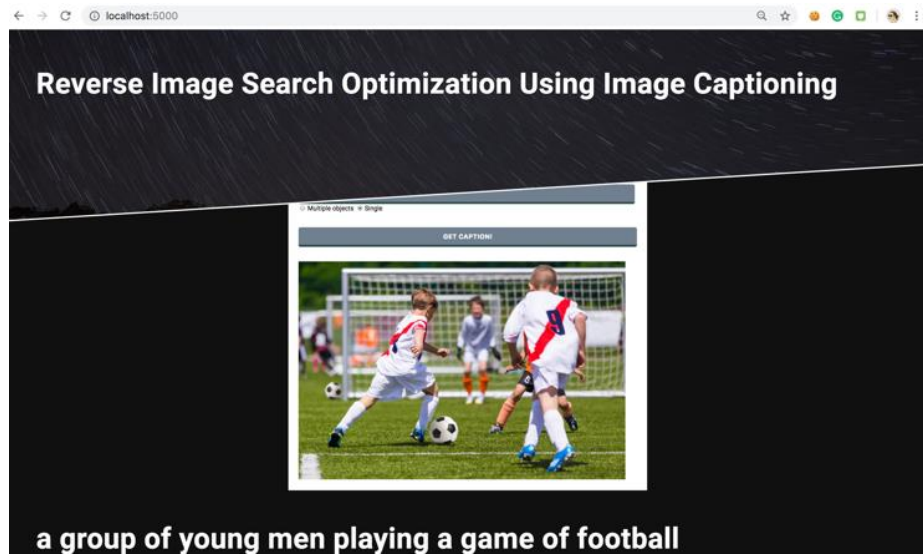 localhost:5000
Reverse Image Search Optimization Using Image Captioning
Multiple objects Single
GET CAPTION!
9
a group of young men playing a game of football